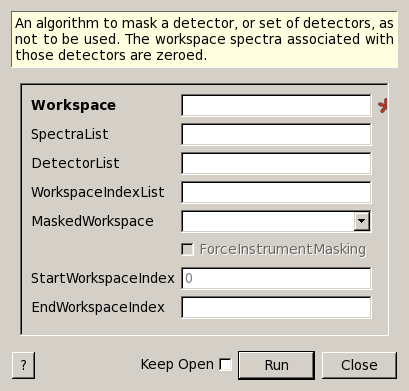 An algorithm to mask a detector, or set of detectors, as
not to be used. The workspace spectra associated with
those detectors are zeroed.
Workspace *
SpectraList
DetectorList
WorkspaceIndexList
MaskedWorkspace
ForceInstrumentMasking
StartWorkspaceIndex 0
EndWorkspaceIndex
? Keep Open Run Close